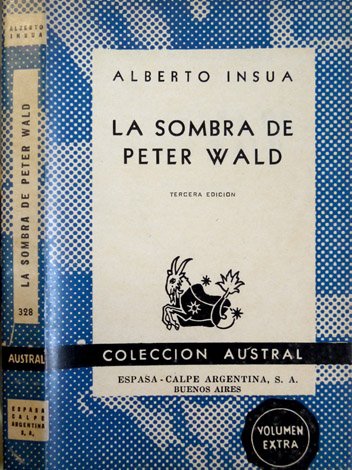 ALBERTO
INSUA
LA SOMBRA DE PETER WALD
328
AUSTRAL
ESPASA
CALPE
ARGENTINA
S. A.
ALBERTO INSUA
LA SOMBRA DE
PETER WALD
TERCERA EDICIÓN
COLECCION AUSTRAL
ESPASA - CALPE ARGENTINA, S. A.
BUENOS AIRES
VOLUMEN
EXTRA